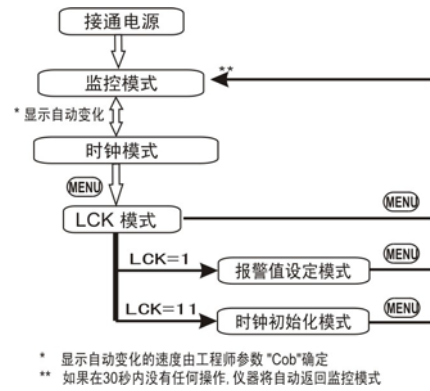 接通电源
**
监控模式
* 显示自动变化
时钟模式
MENU
LCK 模式
MENU
LCK=1
报警值设定模式
MENU
LCK=11
时钟初始化模式
MENU
* 显示自动变化的速度由工程师参数 "Cob"确定
** 如果在30秒内没有任何操作, 仪器将自动返回监控模式